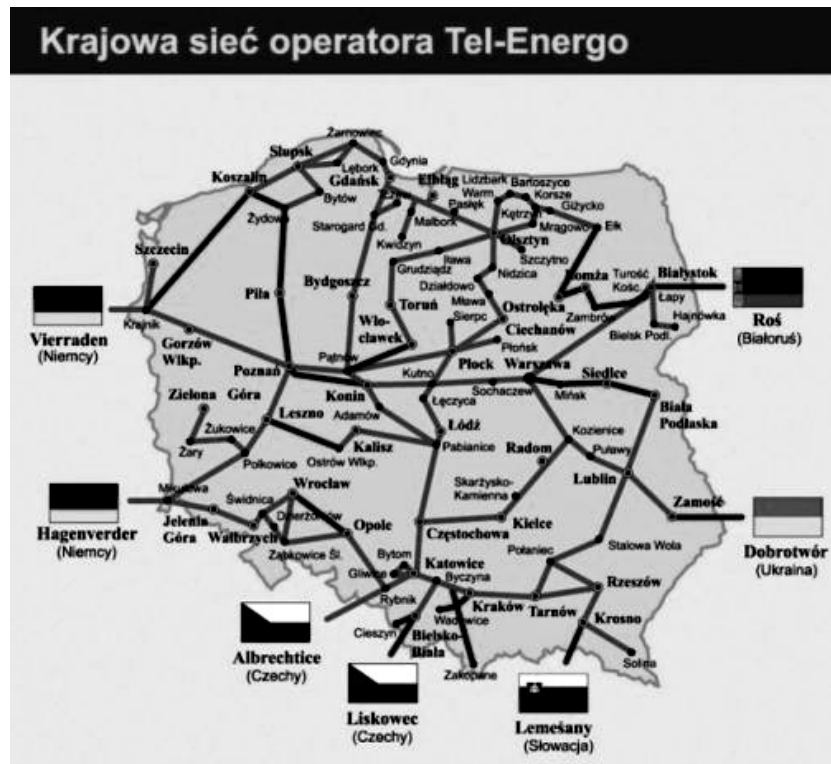 Krajowa sieć operatora Tel-Energo
Żarnowiec
Słupsk
Gdynia
Lębork
Koszalin
Gdańsk
Elbląg
Lidzbark
Warm
Bartoszyce
Korsze
Bytów
Pasłęk
Kętrzyn
Giżycko
Żydowo
Starogard Gd.
Malbork
Mrągowo
Ełk
Kwidzyn
Olsztyn
Szczytno
Szczecin
Iława
Grudziądz
Nidzica
Łomża
Turość
Kośc.
Białystok
Działdowo
Bydgoszcz
Piła
Toruń
Mława
Sierpc
Ostrołęka
Łapy
Zambrów
Hajnówka
Vierraden
(Niemcy)
Krajnik
Roś
(Białoruś)
Gorzów
Wlkp.
Wło-
cławek
Ciechanów
Płońsk
Bielsk Podl.
Poznań
Pątnów
Kutno
Płock
Warszawa
Siedlce
Zielona
Góra
Konin
Sochaczew
Mińsk
Biała
Podlaska
Leszno
Adamów
Łęczyca
Łódź
Kozienice
Żukowice
Kalisz
Żary
Polkowice
Ostrów Wlkp.
Pabianice
Radom
Puławy
Lublin
Skarżysko-
Kamienna
Zamość
Mikułowa
Wrocław
Świdnica
Hagenverder
(Niemcy)
Jelenia
Góra
Wałbrzych
Dzierżoniów
Opole
Częstochowa
Kielce
Ząbkowice Śl.
Stalowa Wola
Dobrotwór
(Ukraina)
Połaniec
Bytom
Katowice
Gliwice
Byczyna
Rzeszów
Rybnik
Kraków
Tarnów
Wadowice
Krosno
Cieszyn
Bielsko-
Biała
Albrechtice
(Czechy)
Zakopane
Solina
Liskowec
(Czechy)
Lemešany
(Słowacja)